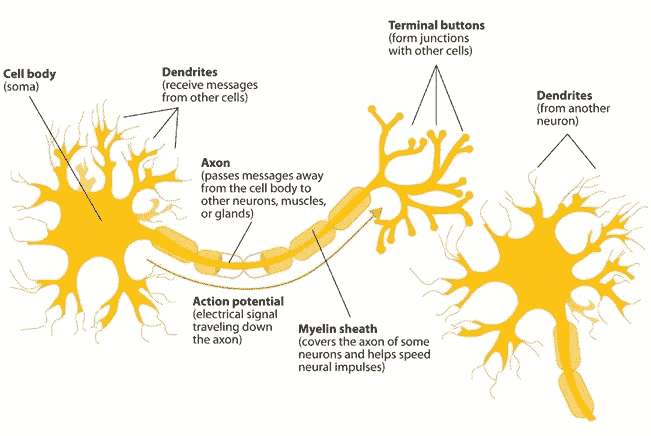 Terminal buttons
(form junctions
with other cells)
Cell body
(soma)
Dendrites
(receive messages
from other cells)
Dendrites
(from another
neuron)
Axon
(passes messages away
from the cell body to
other neurons, muscles,
or glands)
Action potential
(electrical signal
traveling down
the axon)
Myelin sheath
(covers the axon of some
neurons and helps speed
neural impulses)